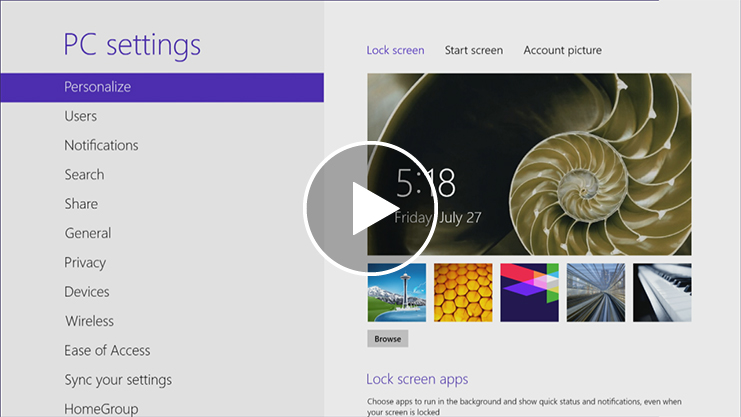 PC settings
Personalize
Users
Notifications
Search
Share
General
Privacy
Devices
Wireless
Ease of Access
Sync your settings
HomeGroup
Lock screen Start screen Account picture
5:18
Friday, July 27
Browse
Lock screen apps
Choose apps to run in the background and show quick status and notifications, even when
your screen is locked